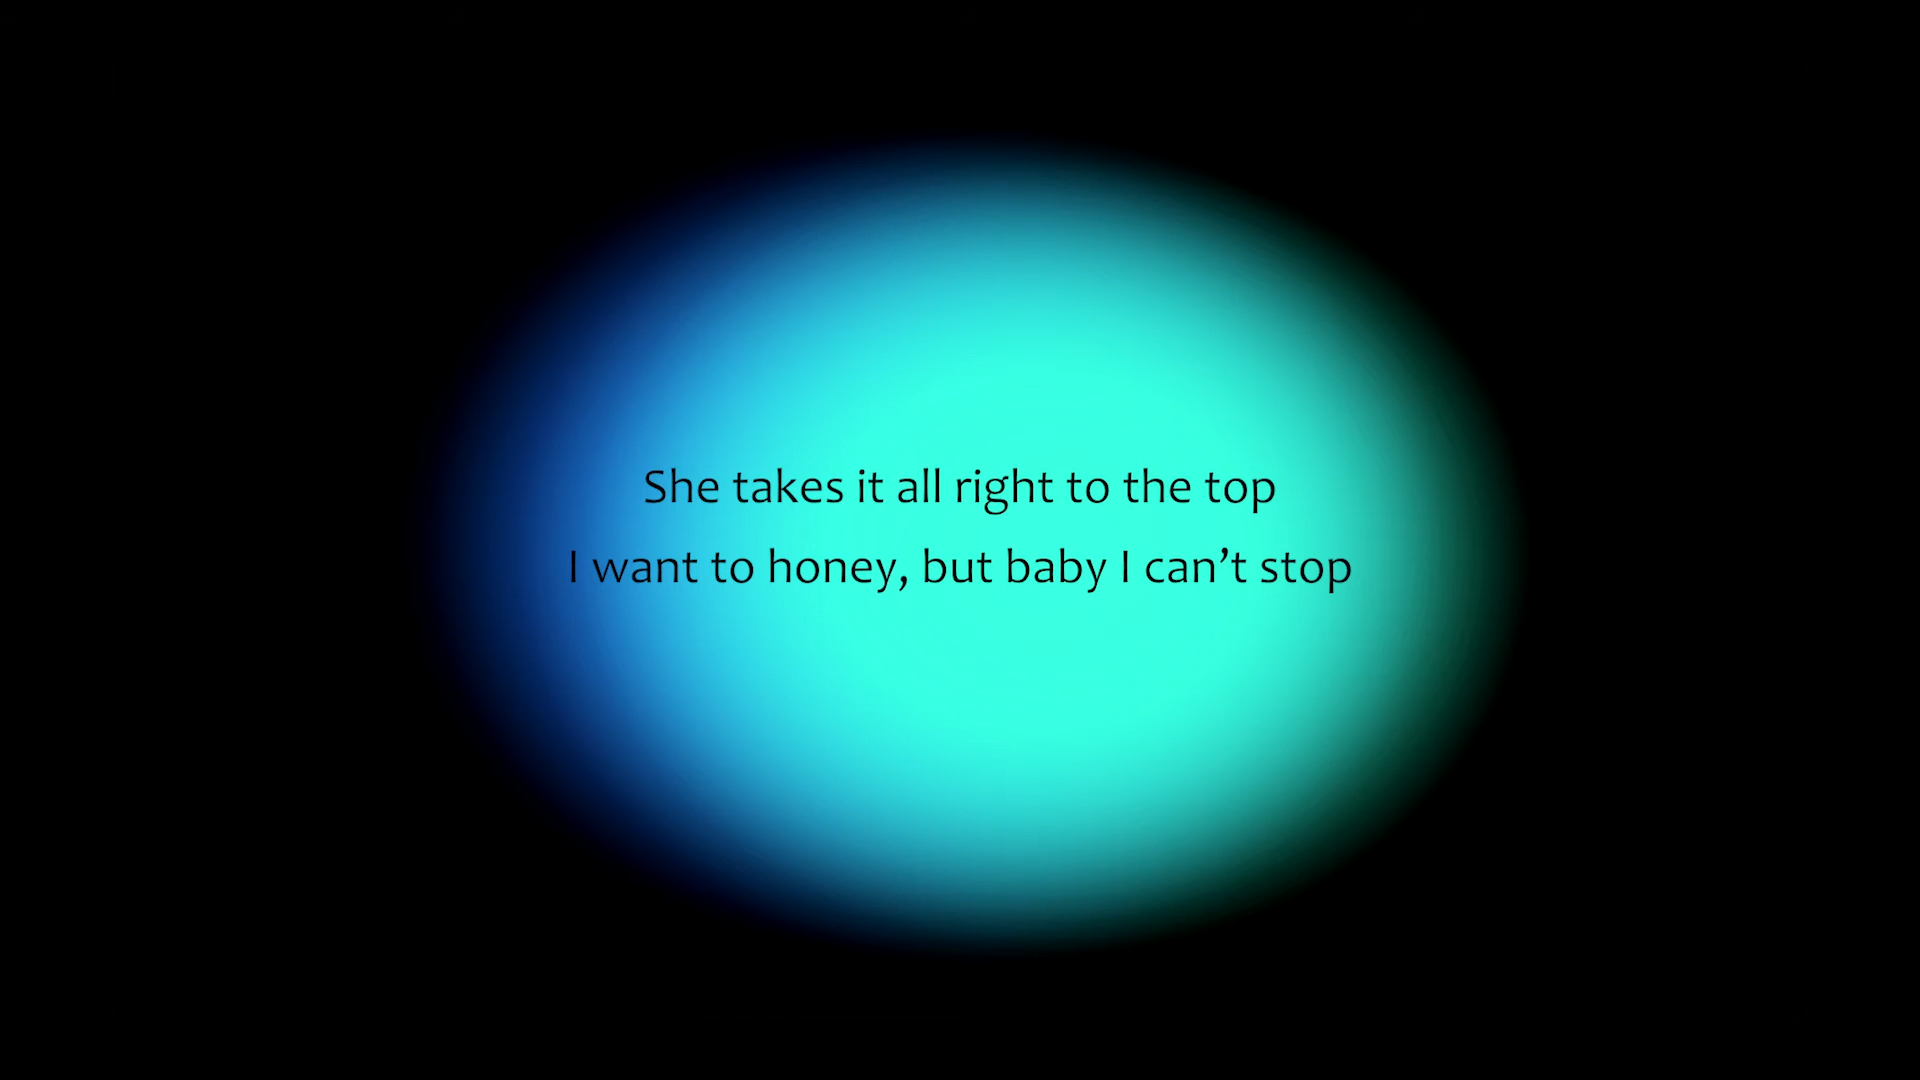 She takes it all right to the top
I want to honey, but baby I can’t stop